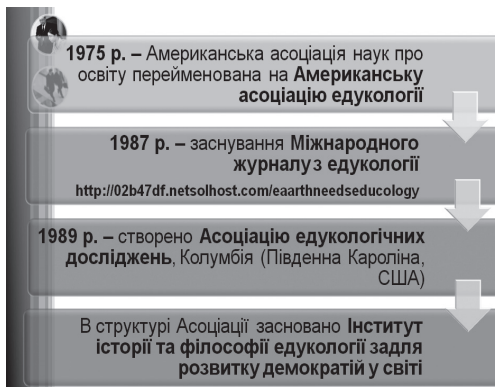 1975 р. – Американська асоціація наук про
освіту перейменована на Американську
асоціацію едукології
1987 р. – заснування Міжнародного
журналу з едукології
http://02b47df.netsolhost.com/eaarthneedseducology
1989 р. – створено Асоціацію едукологічних
досліджень, Колумбія (Південна Кароліна,
США)
В структурі Асоціації засновано Інститут
історії та філософії едукології задля
розвитку демократій у світі